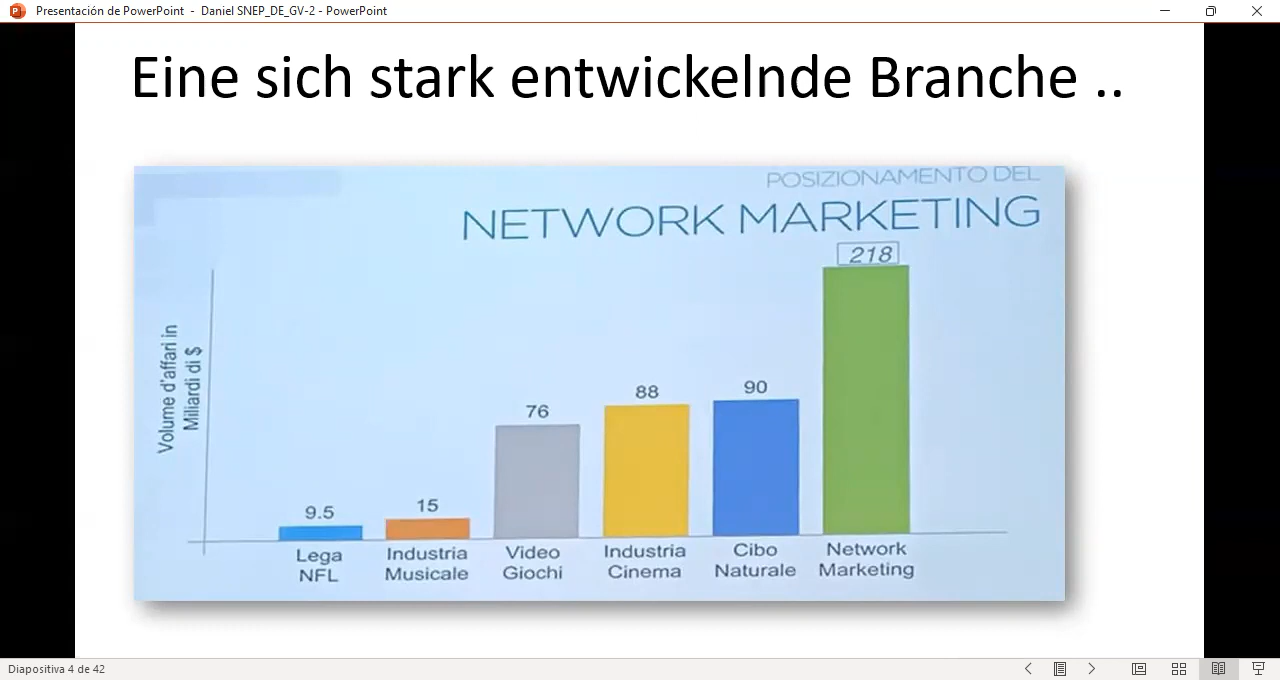 Presentación de PowerPoint - Daniel SNEP_DE_GV-2 - PowerPoint
Eine sich stark entwickelnde Branche ..
POSIZIONAMENTO DEL
NETWORK MARKETING
218
90
88
76
15
9.5
Volume d'affari in
Miliardi di $
Lega
NFL
Industria
Musicale
Video
Giochi
Industria
Cinema
Cibo
Naturale
Network
Marketing
Diapositiva 4 de 42